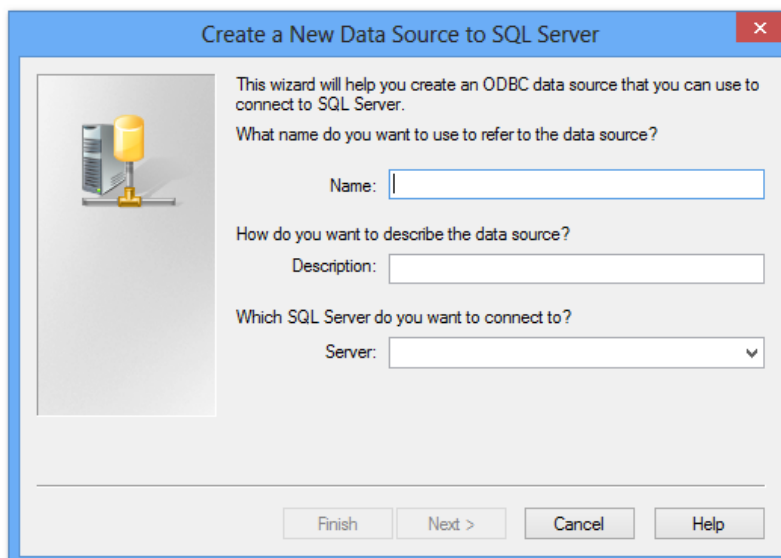 Create a New Data Source to SQL Server
This wizard will help you create an ODBC data source that you can use to
connect to SQL Server.
What name do you want to use to refer to the data source?
Name:
How do you want to describe the data source?
Description:
Which SQL Server do you want to connect to?
Server:
Finish Next > Cancel Help